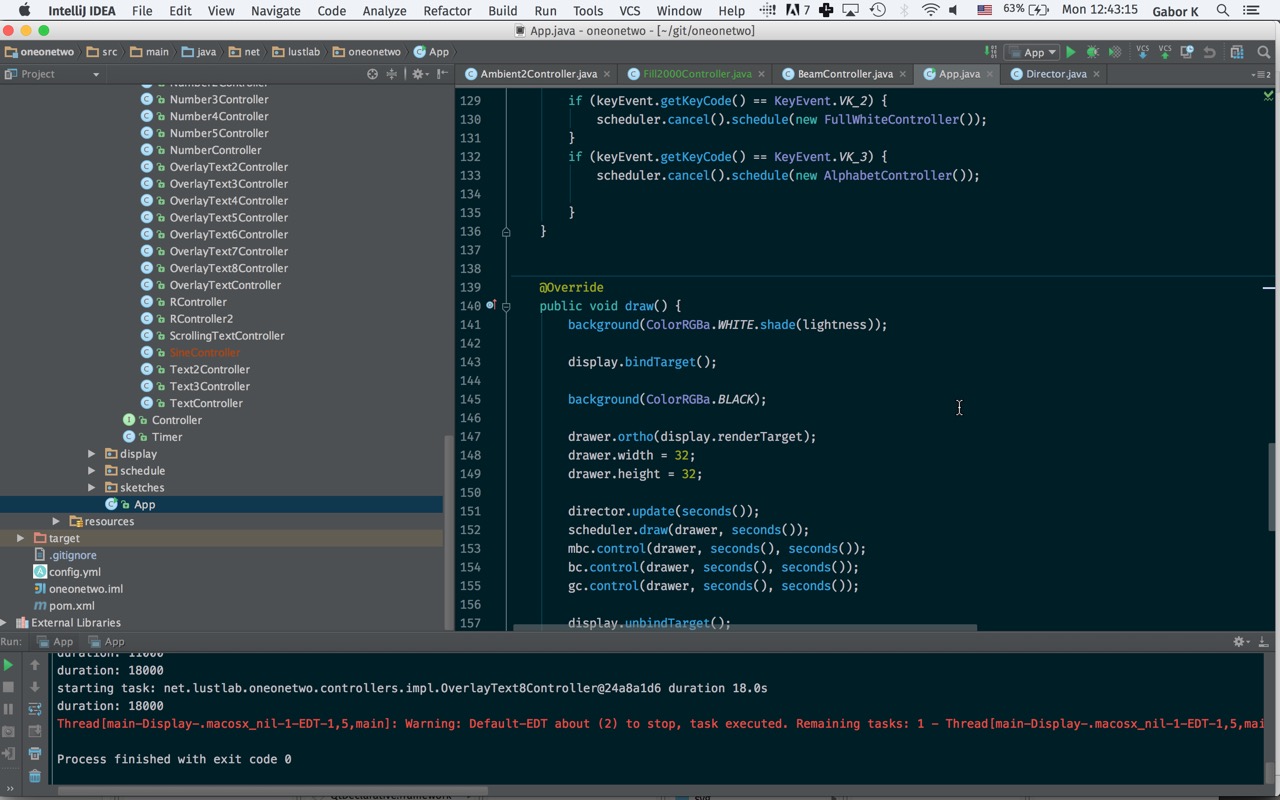 IntelliJ IDEA File Edit View Navigate Code Analyze Refactor Build Run Tools VCS Window Help 7 63% Mon 12:43:15 Gabor K
App.java - oneonetwo - [~/git/oneonetwo]
oneonetwo src main java net lustlab oneonetwo App App VCS VCS
Project
Ambient2Controller.java Fill2000Controller.java BeamController.java App.java Director.java
Number3Controller
Number4Controller
Number5Controller
NumberController
OverlayText2Controller
OverlayText3Controller
OverlayText4Controller
OverlayText5Controller
OverlayText6Controller
OverlayText7Controller
OverlayText8Controller
OverlayTextController
RController
RController2
ScrollingTextController
SineController
Text2Controller
Text3Controller
TextController
Controller
Timer
display
schedule
sketches
App
resources
target
.gitignore
config.yml
oneonetwo.iml
pom.xml
External Libraries
129 if (keyEvent.getKeyCode() == KeyEvent.VK_2) {
130 scheduler.cancel().schedule(new FullWhiteController());
131 }
132 if (keyEvent.getKeyCode() == KeyEvent.VK_3) {
133 scheduler.cancel().schedule(new AlphabetController());
134
135 }
136 }
137
138
139 @Override
140 public void draw() {
141 background(ColorRGBa.WHITE.shade(lightness));
142
143 display.bindTarget();
144
145 background(ColorRGBa.BLACK);
146
147 drawer.ortho(display.renderTarget);
148 drawer.width = 32;
149 drawer.height = 32;
150
151 director.update(seconds());
152 scheduler.draw(drawer, seconds());
153 mbc.control(drawer, seconds(), seconds());
154 bc.control(drawer, seconds(), seconds());
155 gc.control(drawer, seconds(), seconds());
156
157 display.unbindTarget();
Run: App App
duration: 11000
duration: 18000
starting task: net.lustlab.oneonetwo.controllers.impl.OverlayText8Controller@24a8a1d6 duration 18.0s
duration: 18000
Thread[main-Display-.macosx_nil-1-EDT-1,5,main]: Warning: Default-EDT about (2) to stop, task executed. Remaining tasks: 1 - Thread[main-Display-.macosx_nil-1-EDT-1,5,mai
Process finished with exit code 0